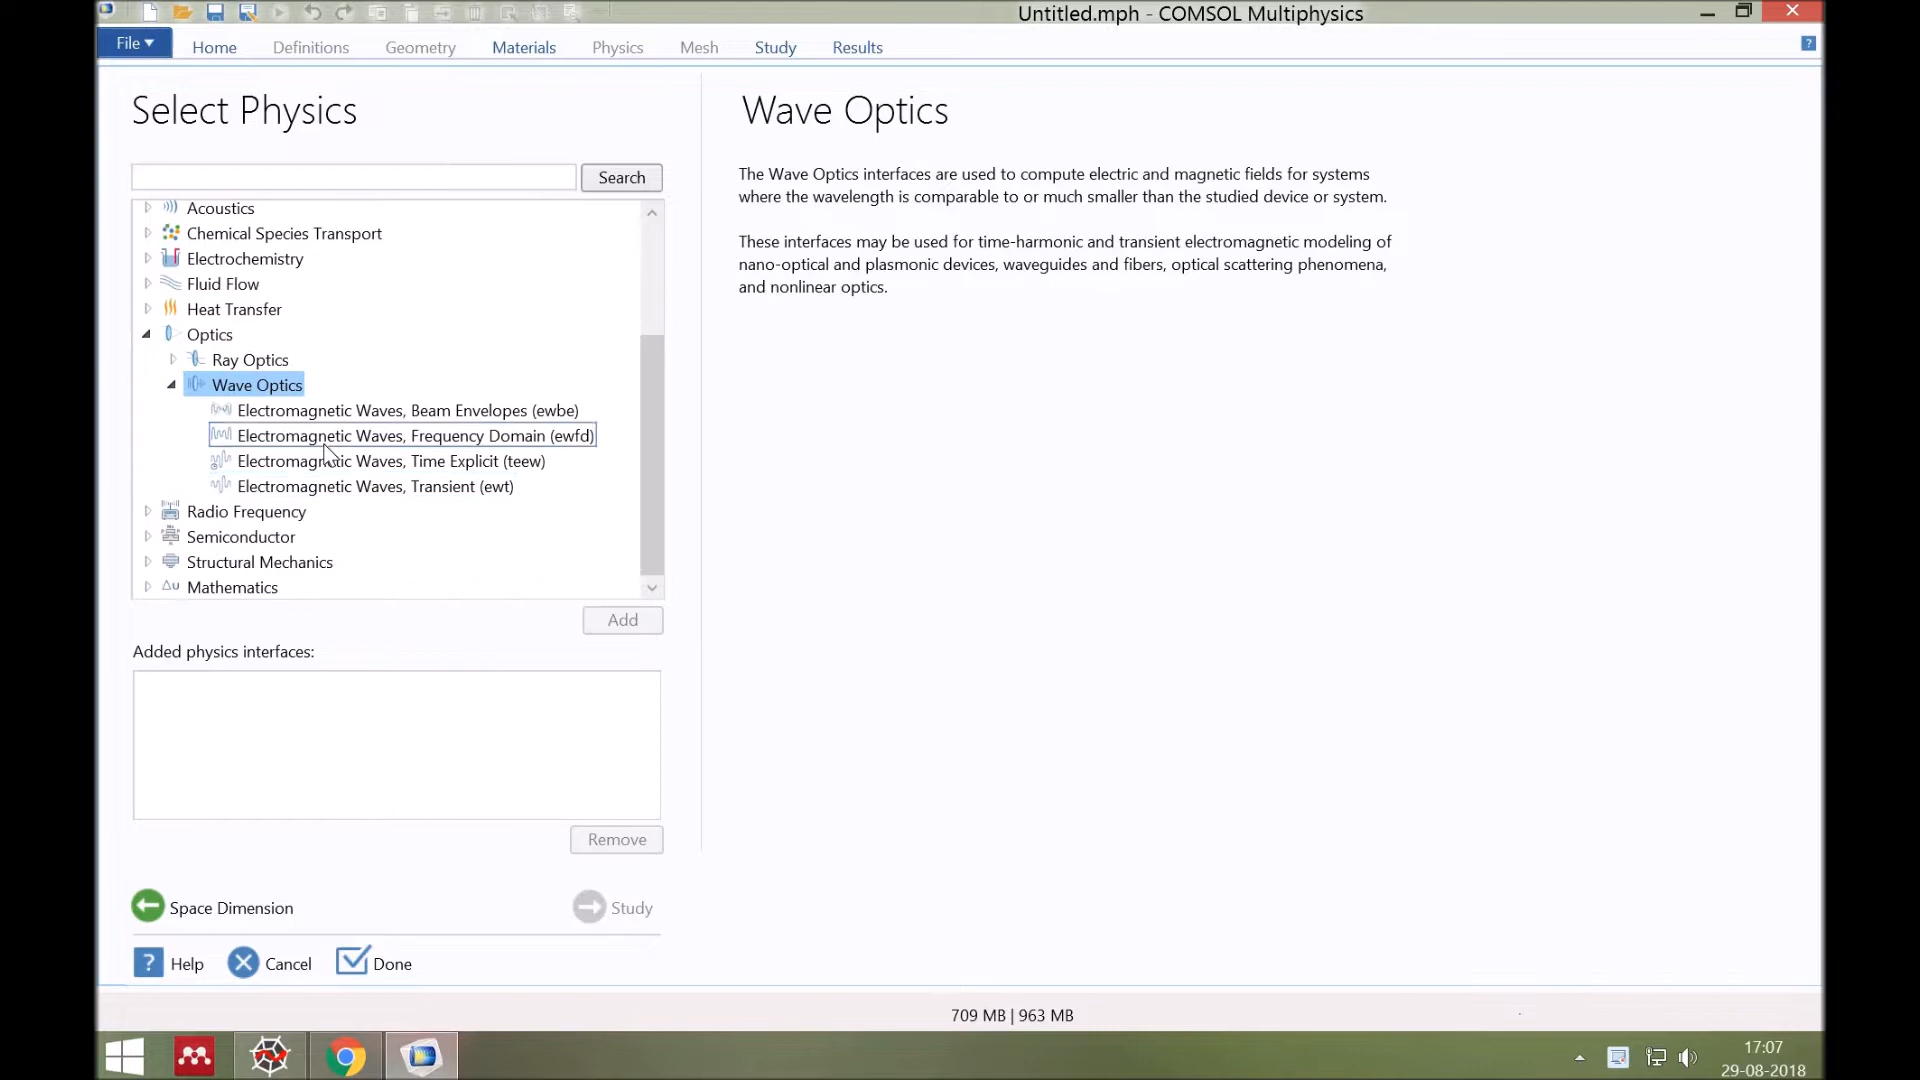 Untitled.mph - COMSOL Multiphysics
File
Home
Definitions
Geometry
Materials
Physics
Mesh
Study
Results
?
Select Physics
Search
Acoustics
Chemical Species Transport
Electrochemistry
Fluid Flow
Heat Transfer
Optics
Ray Optics
Wave Optics
Electromagnetic Waves, Beam Envelopes (ewbe)
Electromagnetic Waves, Frequency Domain (ewfd)
Electromagnetic Waves, Time Explicit (teew)
Electromagnetic Waves, Transient (ewt)
Radio Frequency
Semiconductor
Structural Mechanics
Δu Mathematics
Add
Added physics interfaces:
Remove
Space Dimension
Study
? Help
Cancel
Done
Wave Optics
The Wave Optics interfaces are used to compute electric and magnetic fields for systems
where the wavelength is comparable to or much smaller than the studied device or system.
These interfaces may be used for time-harmonic and transient electromagnetic modeling of
nano-optical and plasmonic devices, waveguides and fibers, optical scattering phenomena,
and nonlinear optics.
709 MB | 963 MB
17:07
29-08-2018